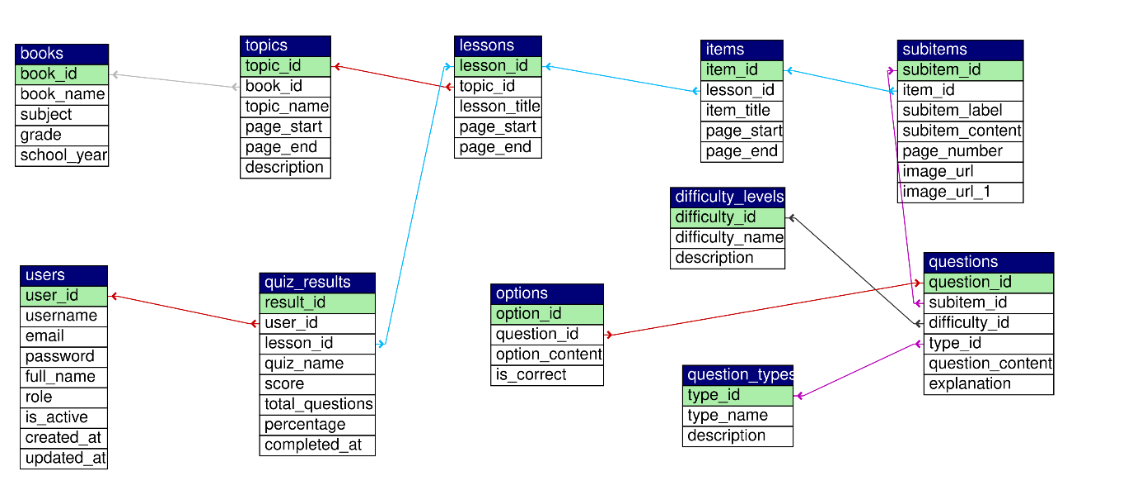 books
book_id
book_name
subject
grade
school_year
topics
topic_id
book_id
topic_name
page_start
page_end
description
lessons
lesson_id
topic_id
lesson_title
page_start
page_end
items
item_id
lesson_id
item_title
page_start
page_end
subitems
subitem_id
item_id
subitem_label
subitem_content
page_number
image_url
image_url_1
difficulty_levels
difficulty_id
difficulty_name
description
users
user_id
username
email
password
full_name
role
is_active
created_at
updated_at
quiz_results
result_id
user_id
lesson_id
quiz_name
score
total_questions
percentage
completed_at
options
option_id
question_id
option_content
is_correct
question_types
type_id
type_name
description
questions
question_id
subitem_id
difficulty_id
type_id
question_content
explanation